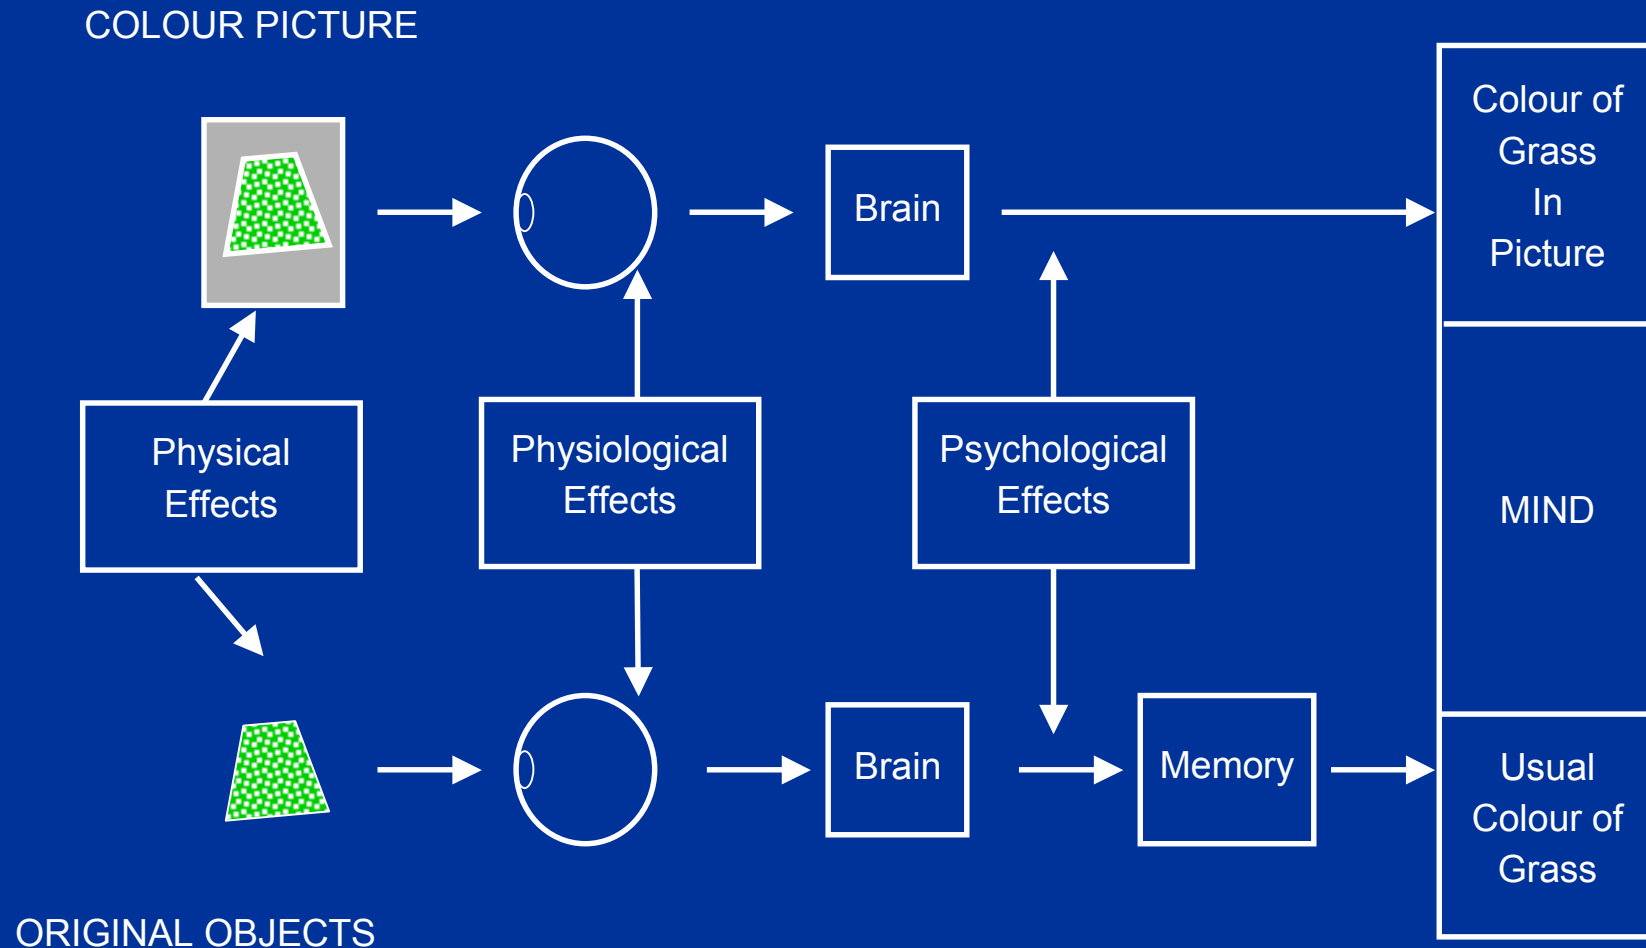 COLOUR PICTURE
Colour of
Grass
In
Picture
Brain
Physical
Effects
Physiological
Effects
Psychological
Effects
MIND
Brain
Memory
Usual
Colour of
Grass
ORIGINAL OBJECTS